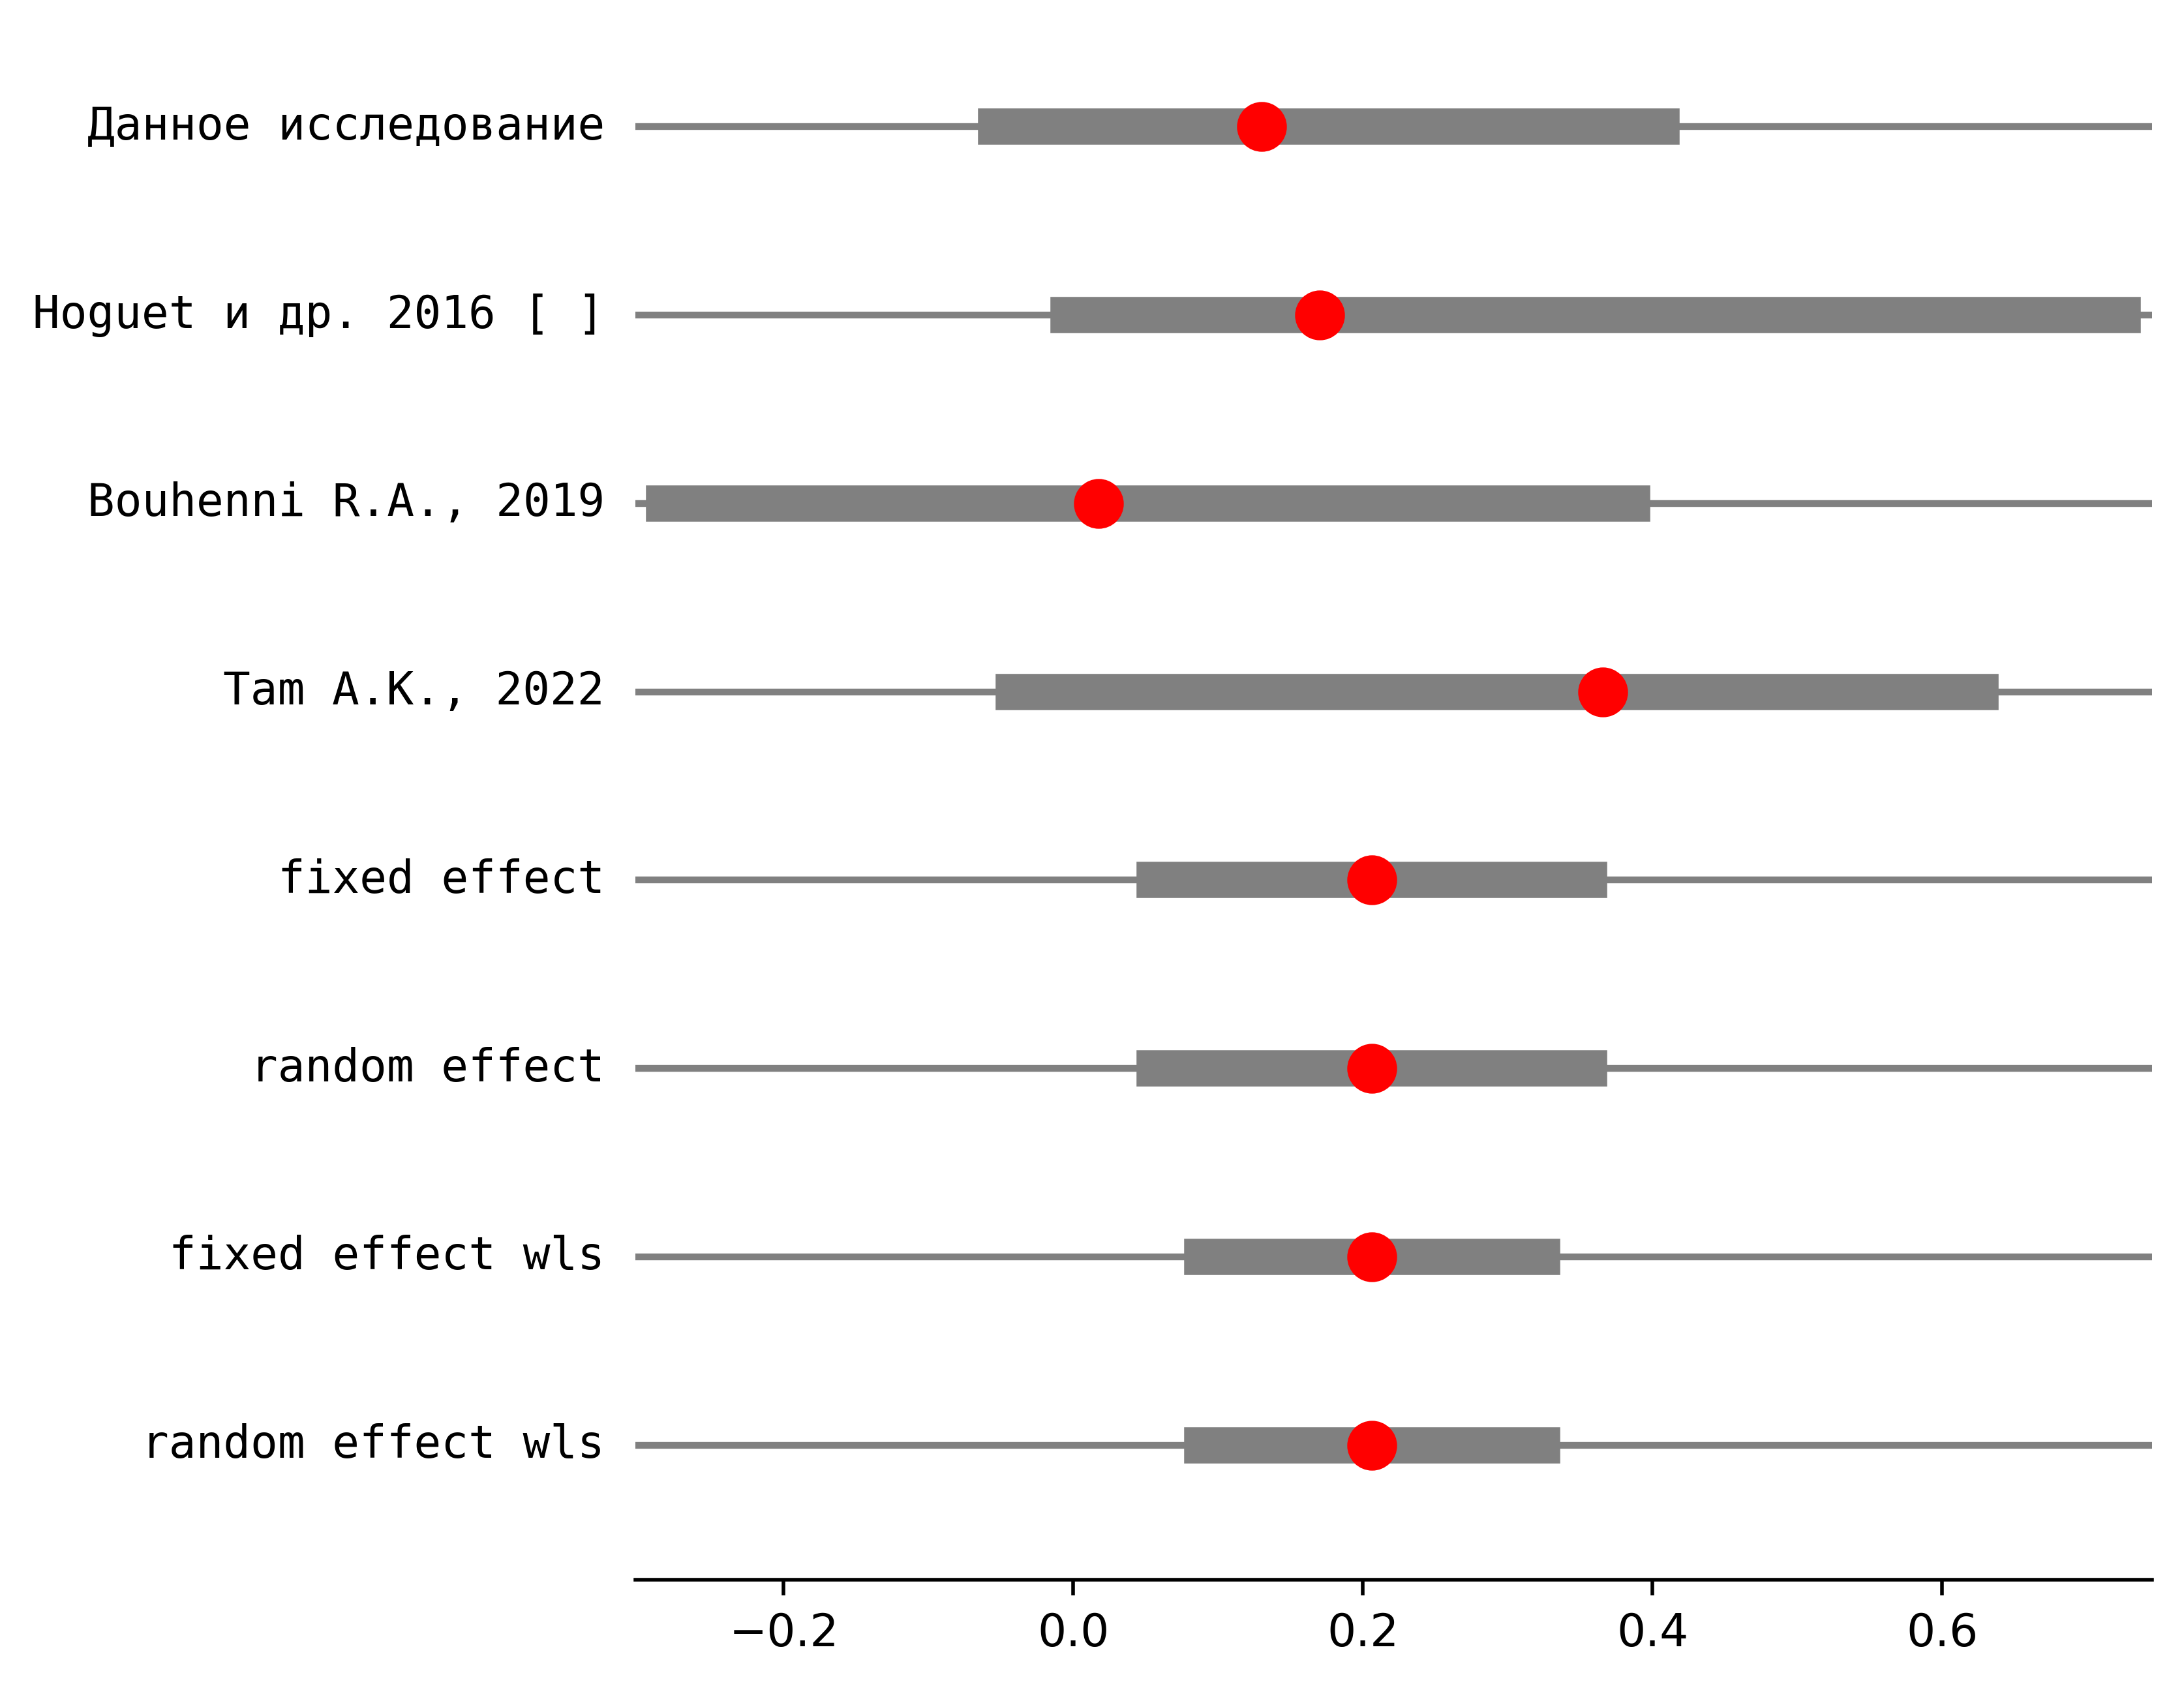 Данное исследование
Hoguet и др. 2016 [ ]
Bouhenni R.A., 2019
Tam A.K., 2022
fixed effect
random effect
fixed effect wls
random effect wls
−0.2 0.0 0.2 0.4 0.6